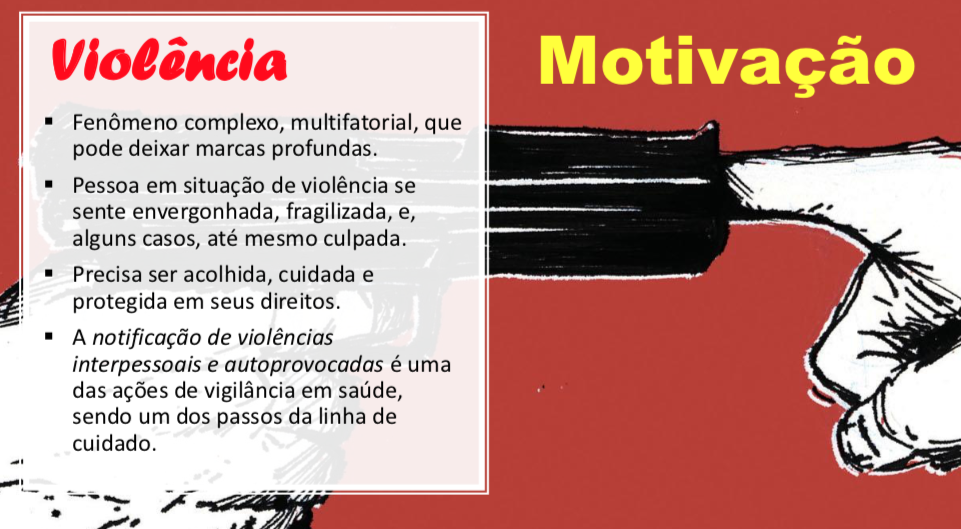 Violência
Motivação
▪ Fenômeno complexo, multifatorial, que
pode deixar marcas profundas.
▪ Pessoa em situação de violência se
sente envergonhada, fragilizada, e,
alguns casos, até mesmo culpada.
▪ Precisa ser acolhida, cuidada e
protegida em seus direitos.
▪ A notificação de violências
interpessoais e autoprovocadas é uma
das ações de vigilância em saúde,
sendo um dos passos da linha de
cuidado.